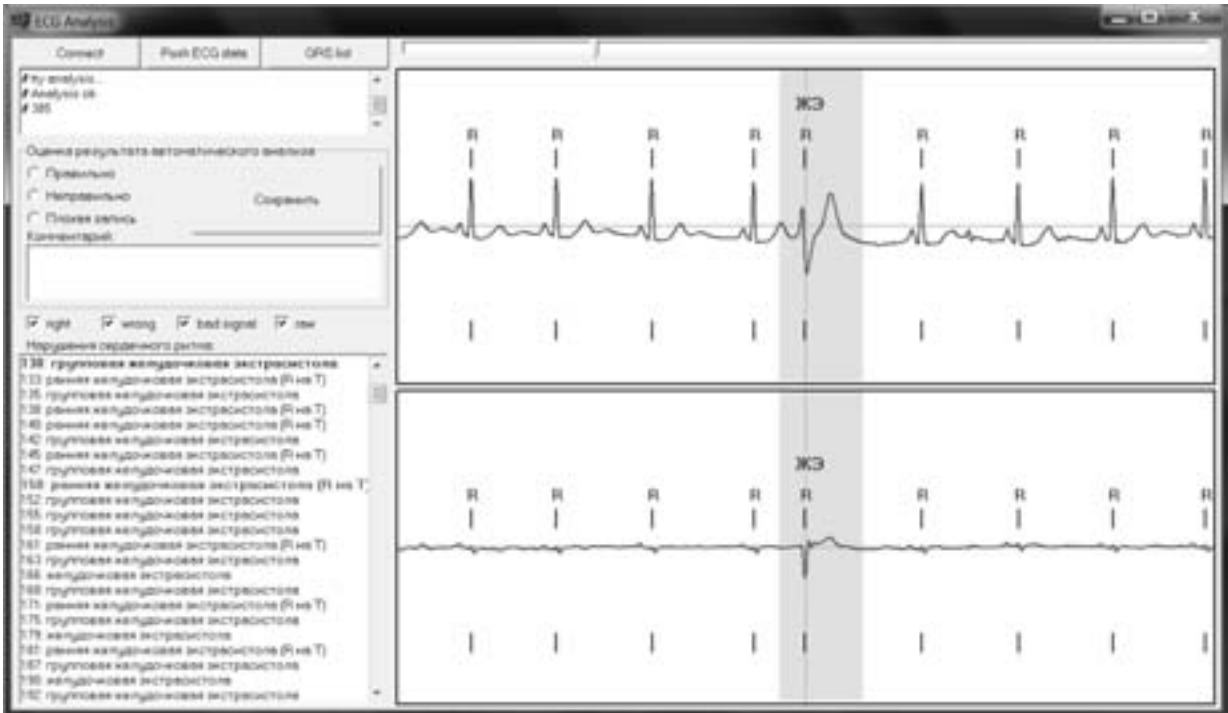 ECG Analysis
Connect
Push ECG data
QRS list
# try analysis...
# Analysis ok
# 385
Оценка результата автоматического анализа
Правильно
Неправильно
Плохая запись
Сохранить
Комментарий:
right
wrong
bad signal
raw
Нарушения сердечного ритма:
групповая желудочковая экстрасистола
133 ранняя желудочковая экстрасистола (R на T)
135 групповая желудочковая экстрасистола
138 ранняя желудочковая экстрасистола (R на T)
140 ранняя желудочковая экстрасистола (R на T)
142 групповая желудочковая экстрасистола
145 ранняя желудочковая экстрасистола (R на T)
147 групповая желудочковая экстрасистола
150 ранняя желудочковая экстрасистола (R на T)
152 групповая желудочковая экстрасистола
155 групповая желудочковая экстрасистола
158 групповая желудочковая экстрасистола
161 ранняя желудочковая экстрасистола (R на T)
163 групповая желудочковая экстрасистола
166 желудочковая экстрасистола
168 групповая желудочковая экстрасистола
171 ранняя желудочковая экстрасистола (R на T)
175 групповая желудочковая экстрасистола
179 желудочковая экстрасистола
181 ранняя желудочковая экстрасистола (R на T)
187 групповая желудочковая экстрасистола
190 желудочковая экстрасистола
192 групповая желудочковая экстрасистола
ЖЭ
R R R R R R R R R
ЖЭ
R R R R R R R R R